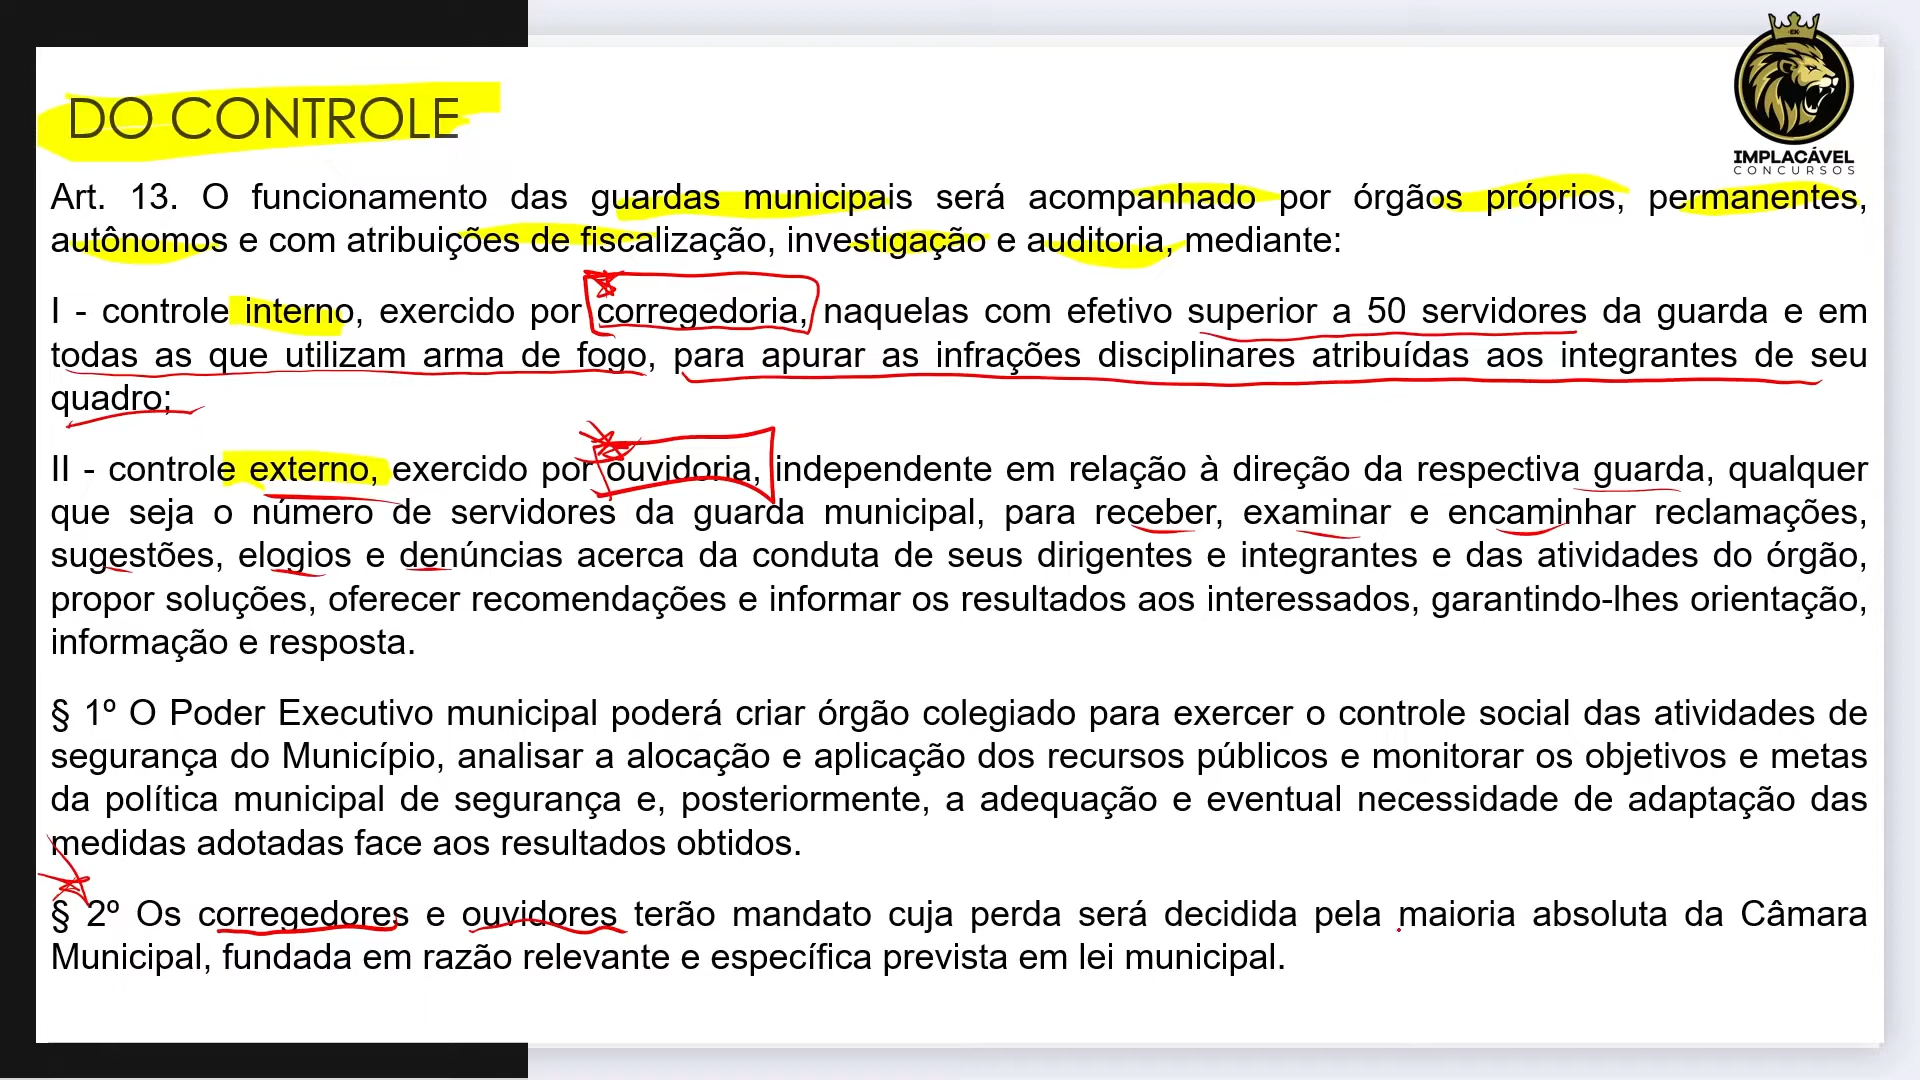 DO CONTROLE
IMPLACÁVEL
CONCURSOS
Art. 13. O funcionamento das guardas municipais será acompanhado por órgãos próprios, permanentes,
autônomos e com atribuições de fiscalização, investigação e auditoria, mediante:
I - controle interno, exercido por corregedoria, naquelas com efetivo superior a 50 servidores da guarda e em
todas as que utilizam arma de fogo, para apurar as infrações disciplinares atribuídas aos integrantes de seu
quadro;
II - controle externo, exercido por ouvidoria, independente em relação à direção da respectiva guarda, qualquer
que seja o número de servidores da guarda municipal, para receber, examinar e encaminhar reclamações,
sugestões, elogios e denúncias acerca da conduta de seus dirigentes e integrantes e das atividades do órgão,
propor soluções, oferecer recomendações e informar os resultados aos interessados, garantindo-lhes orientação,
informação e resposta.
§ 1º O Poder Executivo municipal poderá criar órgão colegiado para exercer o controle social das atividades de
segurança do Município, analisar a alocação e aplicação dos recursos públicos e monitorar os objetivos e metas
da política municipal de segurança e, posteriormente, a adequação e eventual necessidade de adaptação das
medidas adotadas face aos resultados obtidos.
§ 2º Os corregedores e ouvidores terão mandato cuja perda será decidida pela maioria absoluta da Câmara
Municipal, fundada em razão relevante e específica prevista em lei municipal.